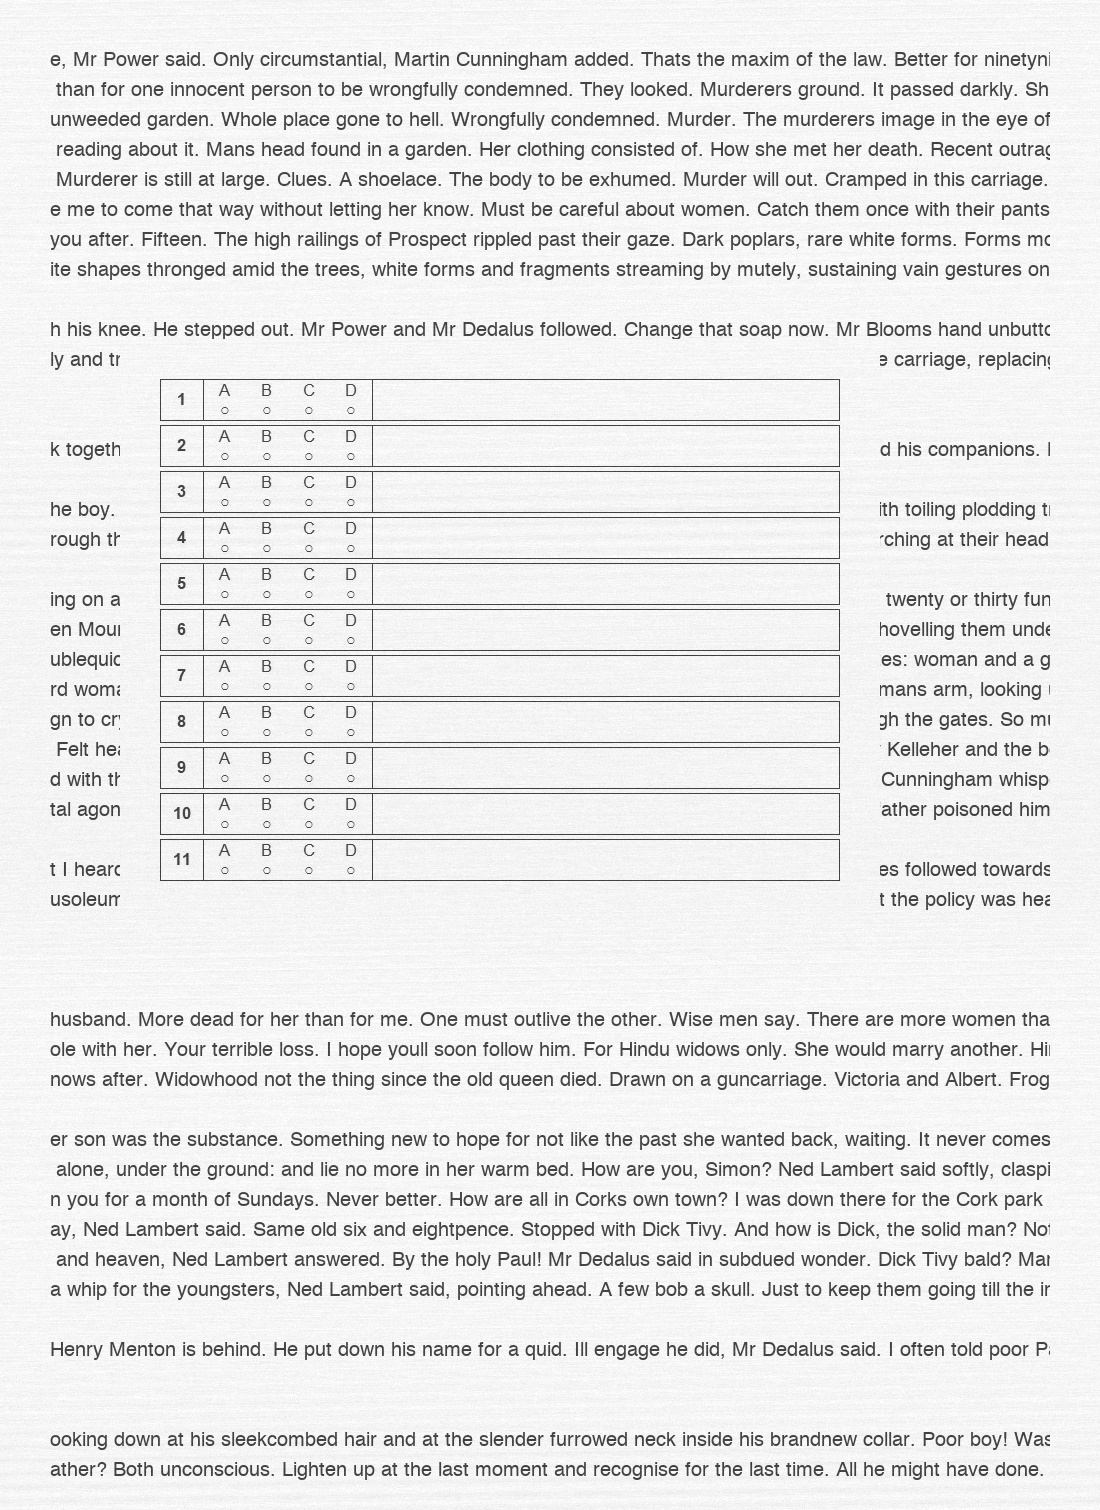 e, Mr Power said. Only circumstantial, Martin Cunningham added. Thats the maxim of the law. Better for ninetyni
than for one innocent person to be wrongfully condemned. They looked. Murderers ground. It passed darkly. Sh
unweeded garden. Whole place gone to hell. Wrongfully condemned. Murder. The murderers image in the eye of
reading about it. Mans head found in a garden. Her clothing consisted of. How she met her death. Recent outrag
Murderer is still at large. Clues. A shoelace. The body to be exhumed. Murder will out. Cramped in this carriage.
e me to come that way without letting her know. Must be careful about women. Catch them once with their pants
you after. Fifteen. The high railings of Prospect rippled past their gaze. Dark poplars, rare white forms. Forms mo
ite shapes thronged amid the trees, white forms and fragments streaming by mutely, sustaining vain gestures on
h his knee. He stepped out. Mr Power and Mr Dedalus followed. Change that soap now. Mr Blooms hand unbutto
ly and tr
k togeth
he boy.
rough th
ing on a
en Mour
ublequic
rd woma
gn to cry
Felt hea
d with th
tal agon
t I heard
usoleum
1 A B C D
2 A B C D
3 A B C D
4 A B C D
5 A B C D
6 A B C D
7 A B C D
8 A B C D
9 A B C D
10 A B C D
11 A B C D
e carriage, replacing
d his companions.
ith toiling plodding tr
rching at their head
twenty or thirty fun
hovelling them unde
es: woman and a g
mans arm, looking
gh the gates. So mu
Kelleher and the b
Cunningham whisp
ather poisoned him
es followed towards
t the policy was hea
husband. More dead for her than for me. One must outlive the other. Wise men say. There are more women tha
ole with her. Your terrible loss. I hope youll soon follow him. For Hindu widows only. She would marry another. Hi
nows after. Widowhood not the thing since the old queen died. Drawn on a guncarriage. Victoria and Albert. Frog
er son was the substance. Something new to hope for not like the past she wanted back, waiting. It never comes
alone, under the ground: and lie no more in her warm bed. How are you, Simon? Ned Lambert said softly, claspi
n you for a month of Sundays. Never better. How are all in Corks own town? I was down there for the Cork park
ay, Ned Lambert said. Same old six and eightpence. Stopped with Dick Tivy. And how is Dick, the solid man? Not
and heaven, Ned Lambert answered. By the holy Paul! Mr Dedalus said in subdued wonder. Dick Tivy bald? Mar
a whip for the youngsters, Ned Lambert said, pointing ahead. A few bob a skull. Just to keep them going till the in
Henry Menton is behind. He put down his name for a quid. Ill engage he did, Mr Dedalus said. I often told poor Pa
ooking down at his sleekcombed hair and at the slender furrowed neck inside his brandnew collar. Poor boy! Was
ather? Both unconscious. Lighten up at the last moment and recognise for the last time. All he might have done.